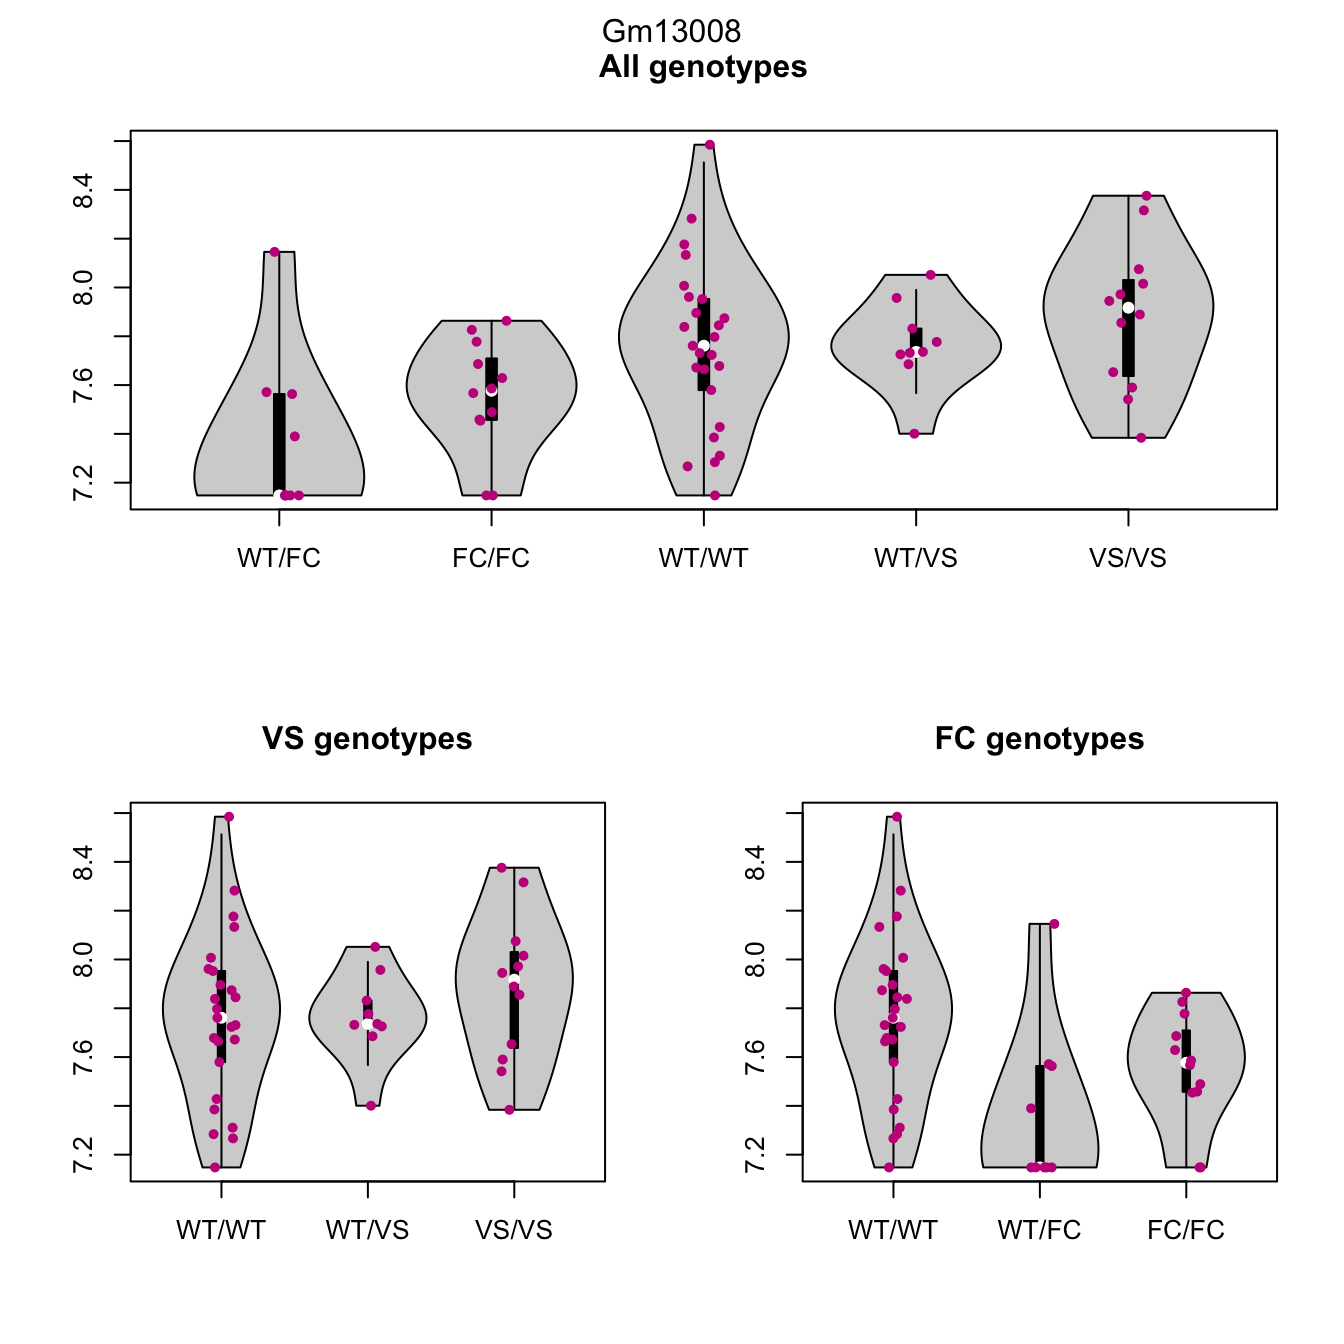 Gm13008
All genotypes
8.4
8.0
7.6
7.2
WT/FC FC/FC WT/WT WT/VS VS/VS
VS genotypes
8.4
8.0
7.6
7.2
WT/WT WT/VS VS/VS
FC genotypes
8.4
8.0
7.6
7.2
WT/WT WT/FC FC/FC